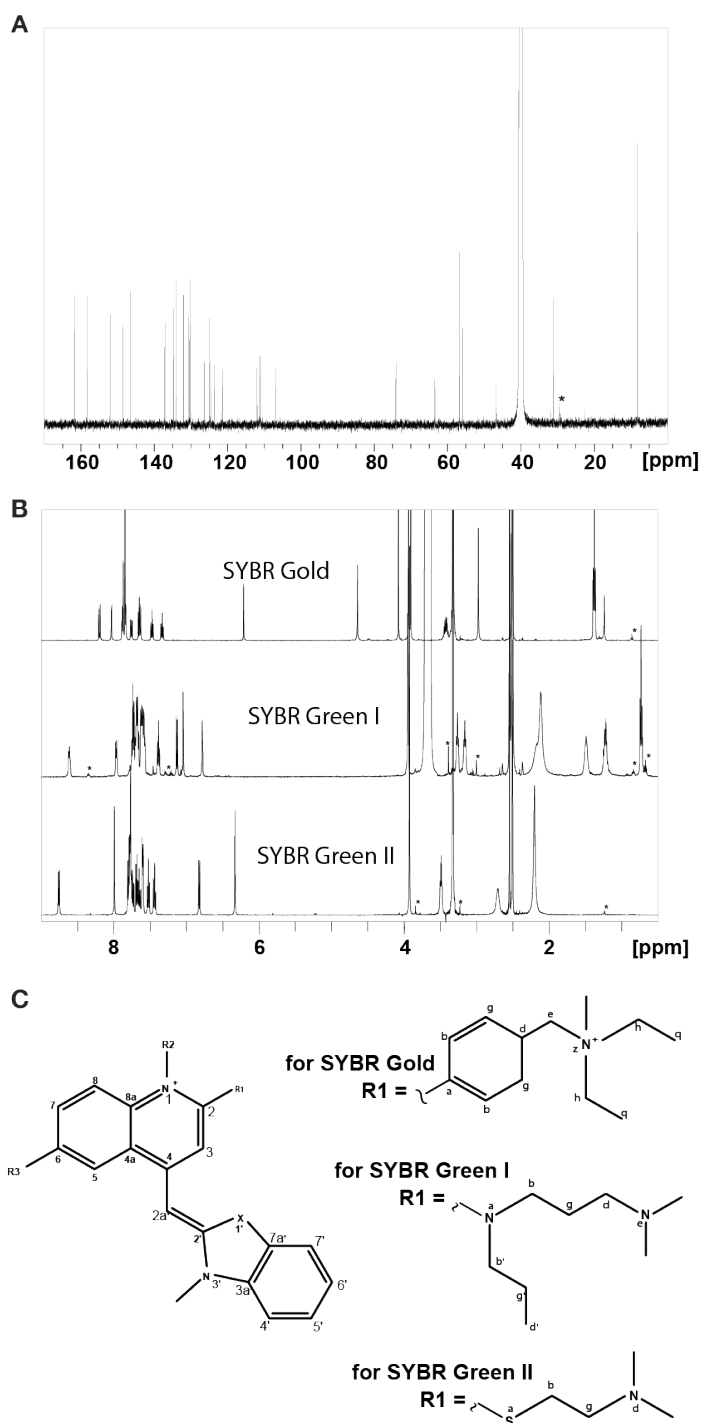 A
*
160 140 120 100 80 60 40 20 [ppm]
B
SYBR Gold
*
SYBR Green I
* * * * * *
SYBR Green II
* * *
8 6 4 2 [ppm]
C
R2
8 N + R1
7 8a 1 2
6 4a 4 3
R3 5
2a'
X
2' 1' 7a' 7'
N 3' 3a 6'
4' 5'
for SYBR Gold
R1 =
g d e h q
b z N +
a g h
b q
for SYBR Green I
R1 =
a b g d
N N
e
b'
g'
d'
for SYBR Green II
R1 =
a b N
S g d